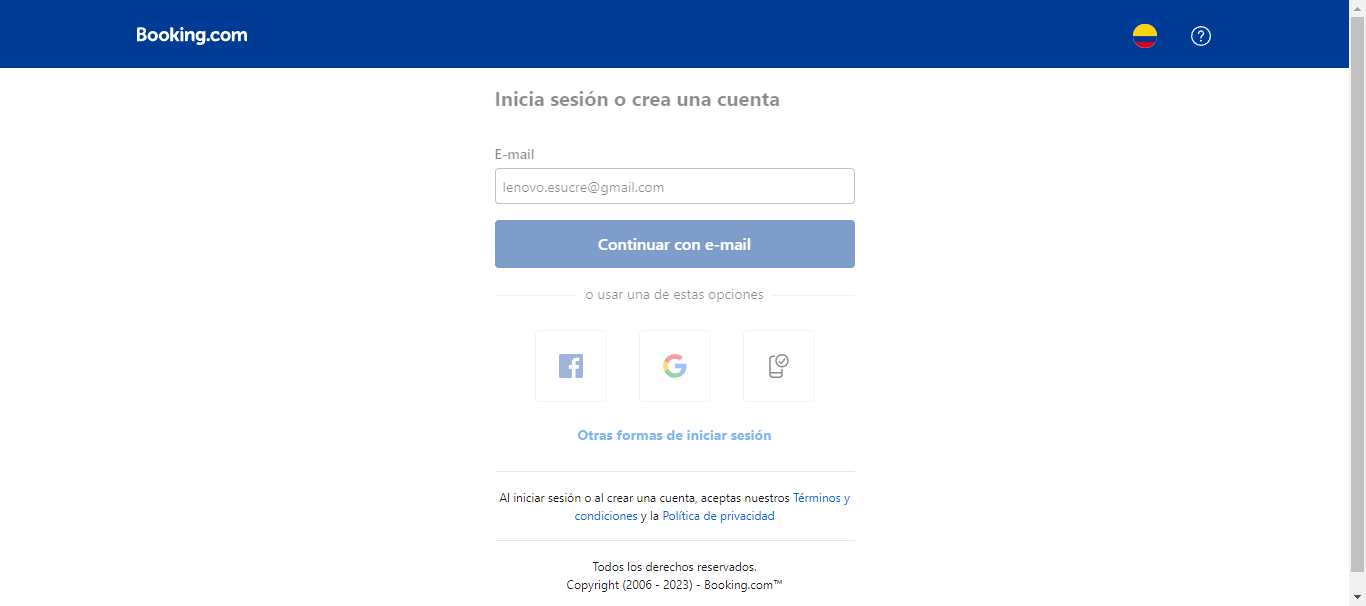 Booking.com
Inicia sesión o crea una cuenta
E-mail
lenovo.esucre@gmail.com
Continuar con e-mail
o usar una de estas opciones
Otras formas de iniciar sesión
Al iniciar sesión o al crear una cuenta, aceptas nuestros Términos y
condiciones y la Política de privacidad
Todos los derechos reservados.
Copyright (2006 - 2023) - Booking.com™